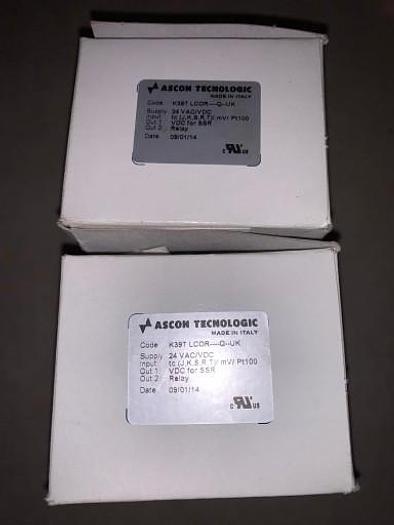 ASCON TECNOLOGIC
MADE IN ITALY
Code: K39T LCOR----Q--UK
Supply: 24 VAC/VDC
Input: tc (J,K,S,R,T)/ mV/ Pt100
Out 1: VDC for SSR
Out 2: Relay
Date: 09/01/14
C US
ASCON TECNOLOGIC
MADE IN ITALY
Code: K39T LCOR----Q--UK
Supply: 24 VAC/VDC
Input: tc (J,K,S,R,T)/ mV/ Pt100
Out 1: VDC for SSR
Out 2: Relay
Date: 09/01/14
C US